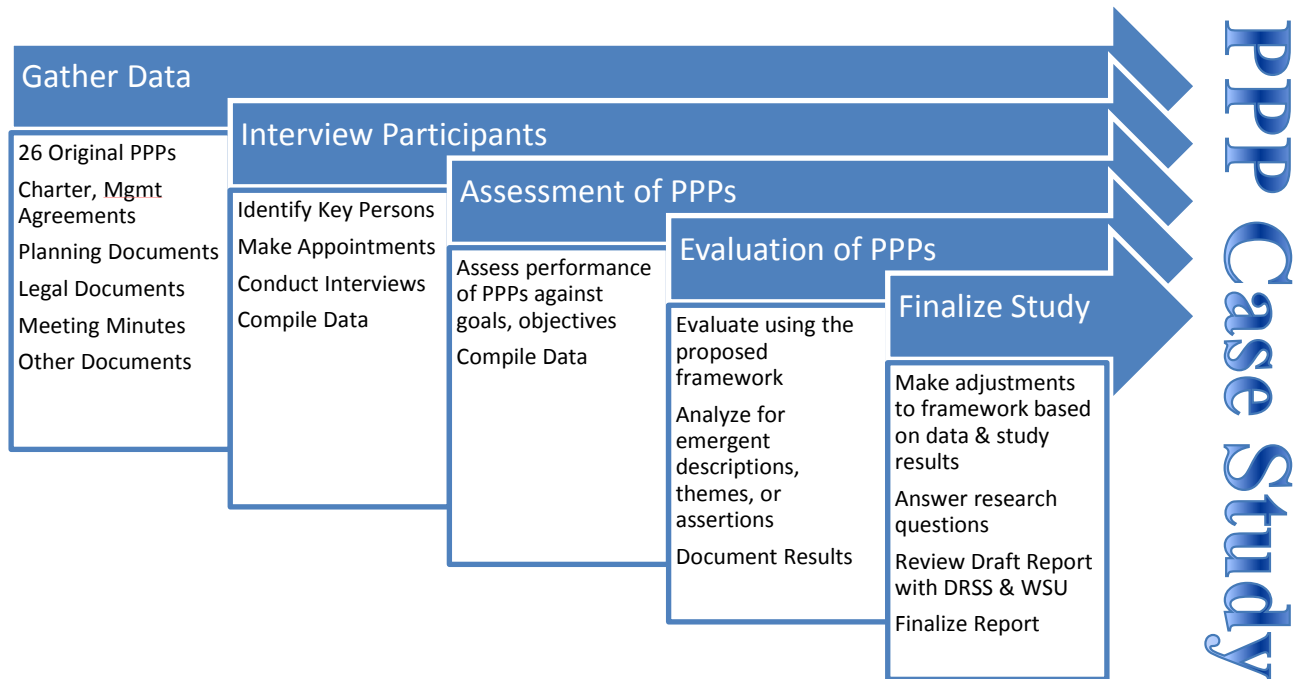 Gather Data
26 Original PPPs
Charter, Mgmt
Agreements
Planning Documents
Legal Documents
Meeting Minutes
Other Documents
Interview Participants
Identify Key Persons
Make Appointments
Conduct Interviews
Compile Data
Assessment of PPPs
Assess performance
of PPPs against
goals, objectives
Compile Data
Evaluation of PPPs
Evaluate using the
proposed
framework
Analyze for
emergent
descriptions,
themes, or
assertions
Document Results
Finalize Study
Make adjustments
to framework based
on data & study
results
Answer research
questions
Review Draft Report
with DRSS & WSU
Finalize Report
PPP Case Study